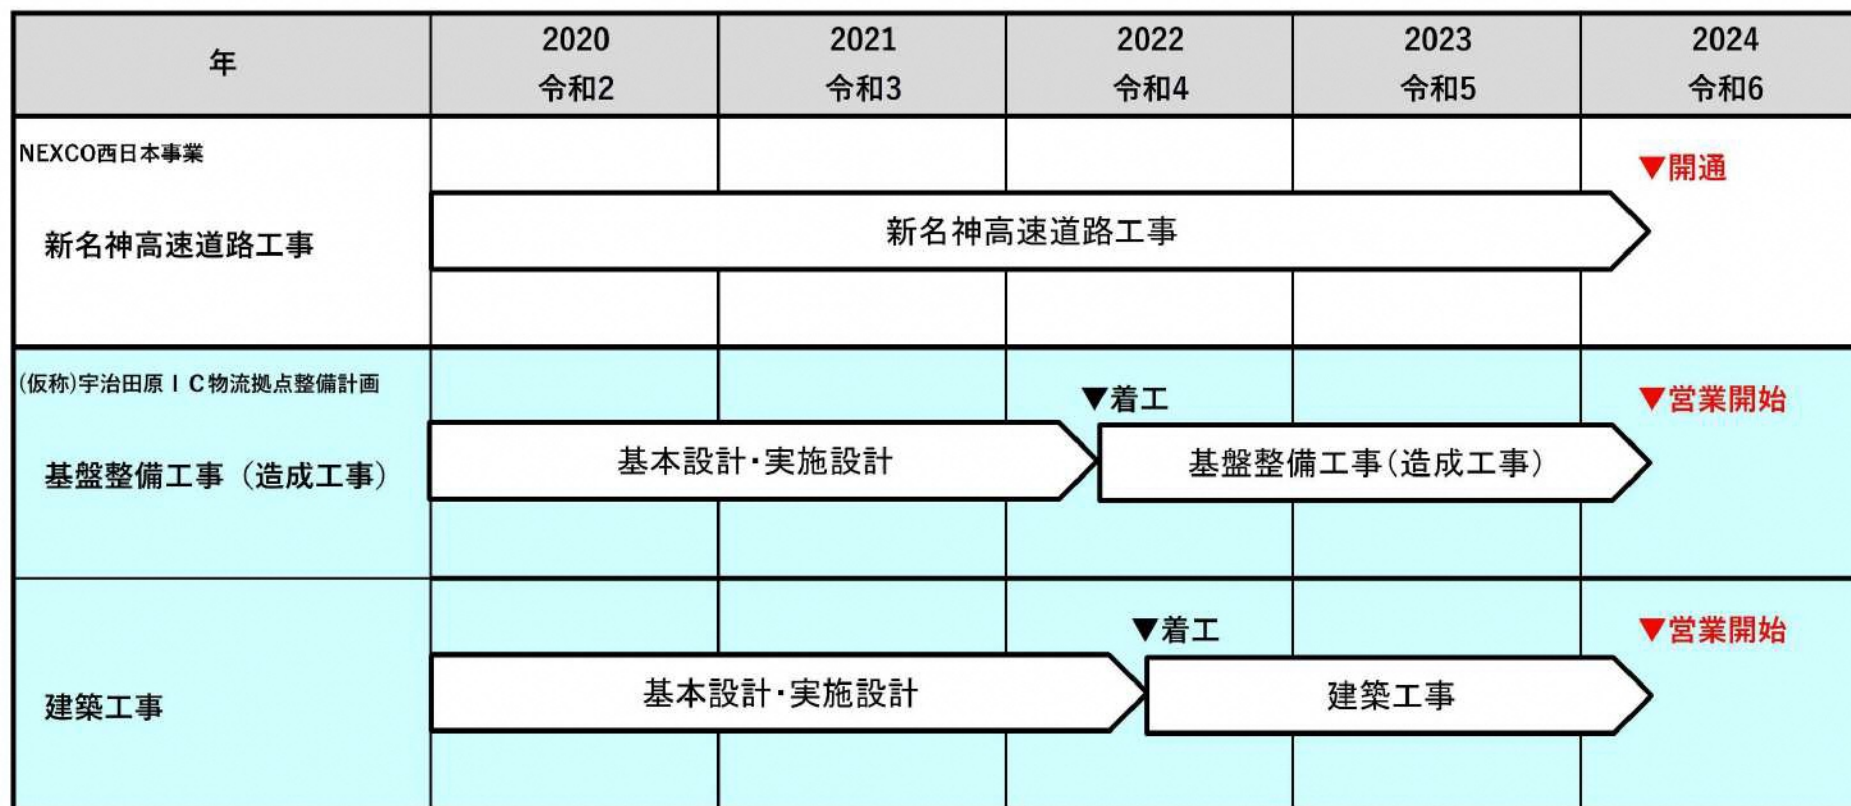 年
2020
令和2
2021
令和3
2022
令和4
2023
令和5
2024
令和6
NEXCO西日本事業
新名神高速道路工事
新名神高速道路工事
▼開通
(仮称)宇治田原ＩＣ物流拠点整備計画
基盤整備工事（造成工事）
基本設計・実施設計
▼着工
基盤整備工事（造成工事）
▼営業開始
建築工事
基本設計・実施設計
▼着工
建築工事
▼営業開始